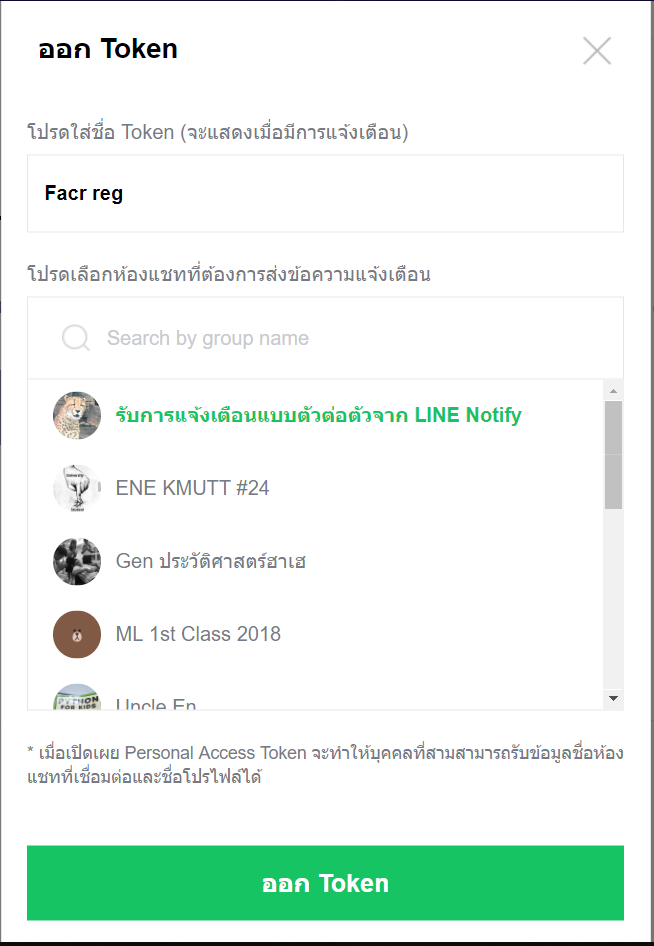 ออก Token
โปรดใส่ชื่อ Token (จะแสดงเมื่อมีการแจ้งเตือน)
Facr reg
โปรดเลือกห้องแชทที่ต้องการส่งข้อความแจ้งเตือน
Search by group name
รับการแจ้งเตือนแบบตัวต่อตัวจาก LINE Notify
ENE KMUTT #24
Gen ประวัติศาสตร์ฮาเฮ
ML 1st Class 2018
PYTHON
FOR KIDS
Uncle En
* เมื่อเปิดเผย Personal Access Token จะทำให้บุคคลที่สามสามารถรับข้อมูลชื่อห้อง
แชทที่เชื่อมต่อและชื่อโปรไฟล์ได้
ออก Token